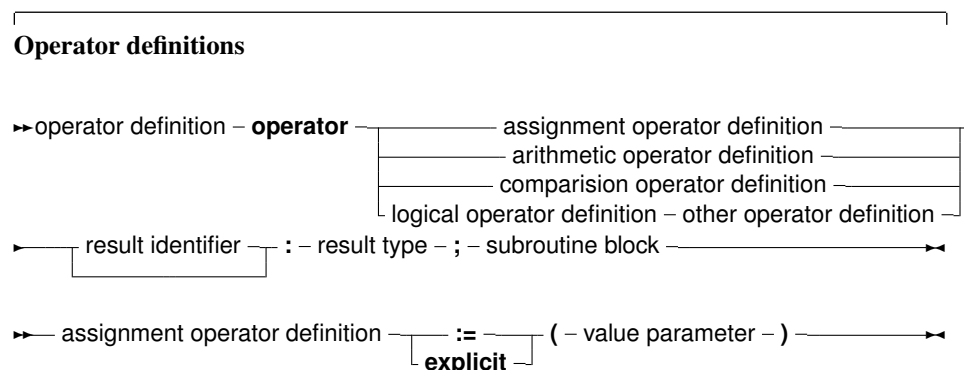 Operator definitions
operator definition – operator – assignment operator definition –
arithmetic operator definition –
comparision operator definition –
logical operator definition – other operator definition –
result identifier – : – result type – ; – subroutine block –
assignment operator definition – := – ( – value parameter – ) –
explicit –